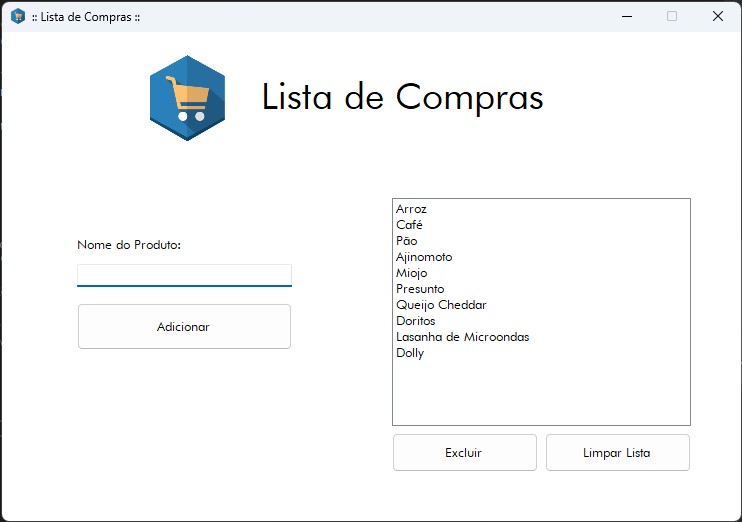 :: Lista de Compras ::
Lista de Compras
Nome do Produto:
Adicionar
Arroz
Café
Pão
Ajinomoto
Miojo
Presunto
Queijo Cheddar
Doritos
Lasanha de Microondas
Dolly
Excluir
Limpar Lista